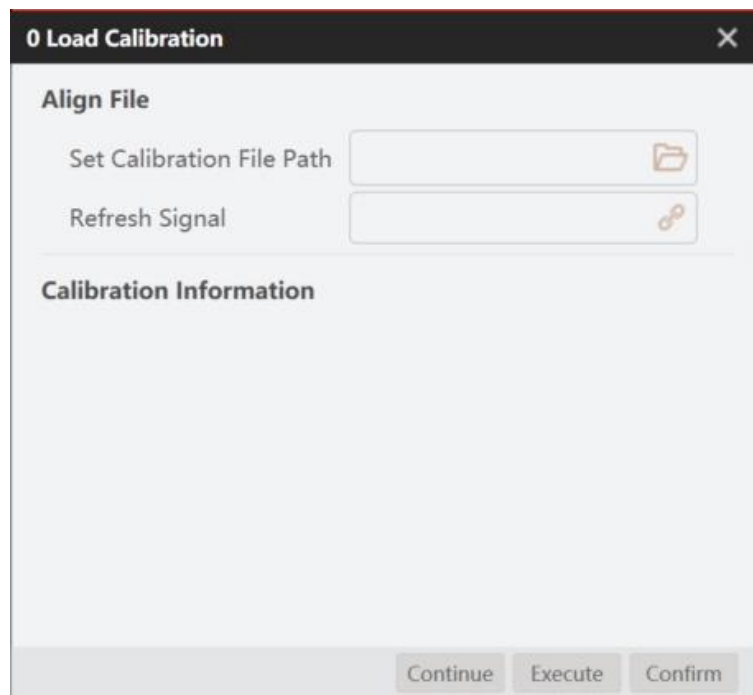 0 Load Calibration
Align File
Set Calibration File Path
Refresh Signal
Calibration Information
Continue Execute Confirm